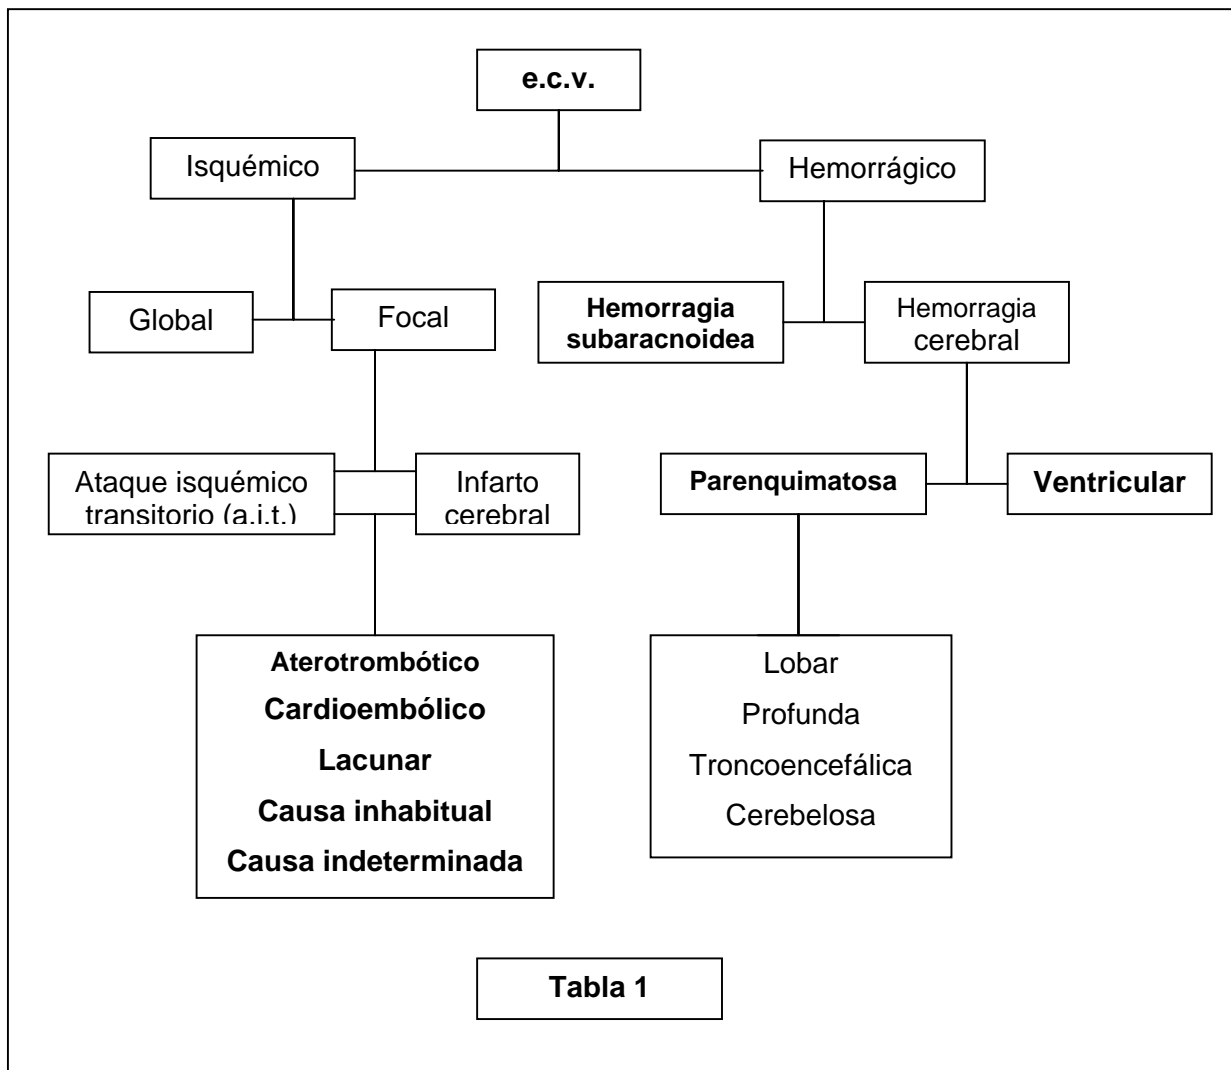 e.c.v.
Isquémico
Hemorrágico
Global
Focal
Hemorragia
subaracnoidea
Hemorragia
cerebral
Ataque isquémico
transitorio (a.i.t.)
Infarto
cerebral
Parenquimatosa
Ventricular
Aterotrombótico
Cardioembólico
Lacunar
Causa inhabitual
Causa indeterminada
Lobar
Profunda
Troncoencefálica
Cerebelosa
Tabla 1